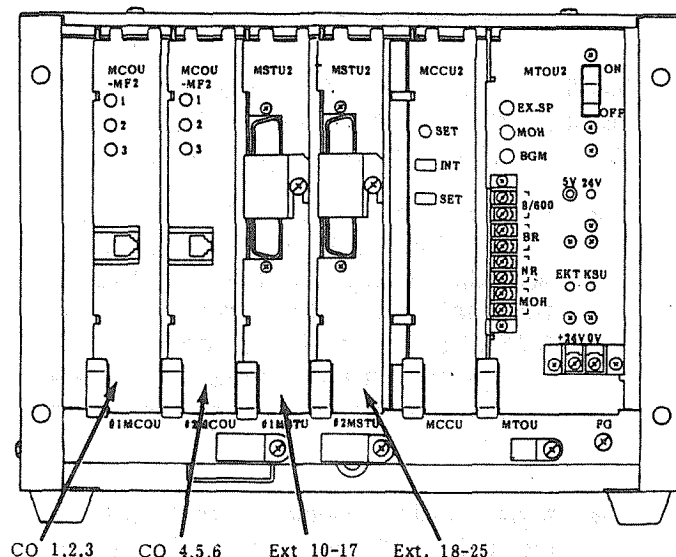 MCOU
-MF2
1
2
3
MCOU
-MF2
1
2
3
MSTU2
MSTU2
MCCU2
SET
INT
SET
MTOU2
ON
OFF
EX.SP
MOH
BGM
5V 24V
8/600
BR
NR
MOH
EKT KSU
+24V 0V
#1MCOU
#2MCOU
#1MSTU
#2MSTU
MCCU
MTOU
FG
CO 1,2,3
CO 4,5,6
Ext 10-17
Ext. 18-25